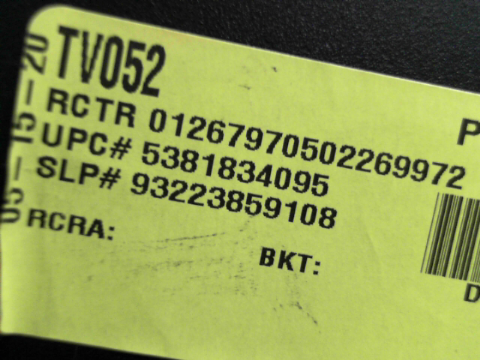 TV052
RCTR 01267970502269972
UPC# 5381834095
SLP# 93223859108
RCRA:
BKT:
P
D
05-15-20